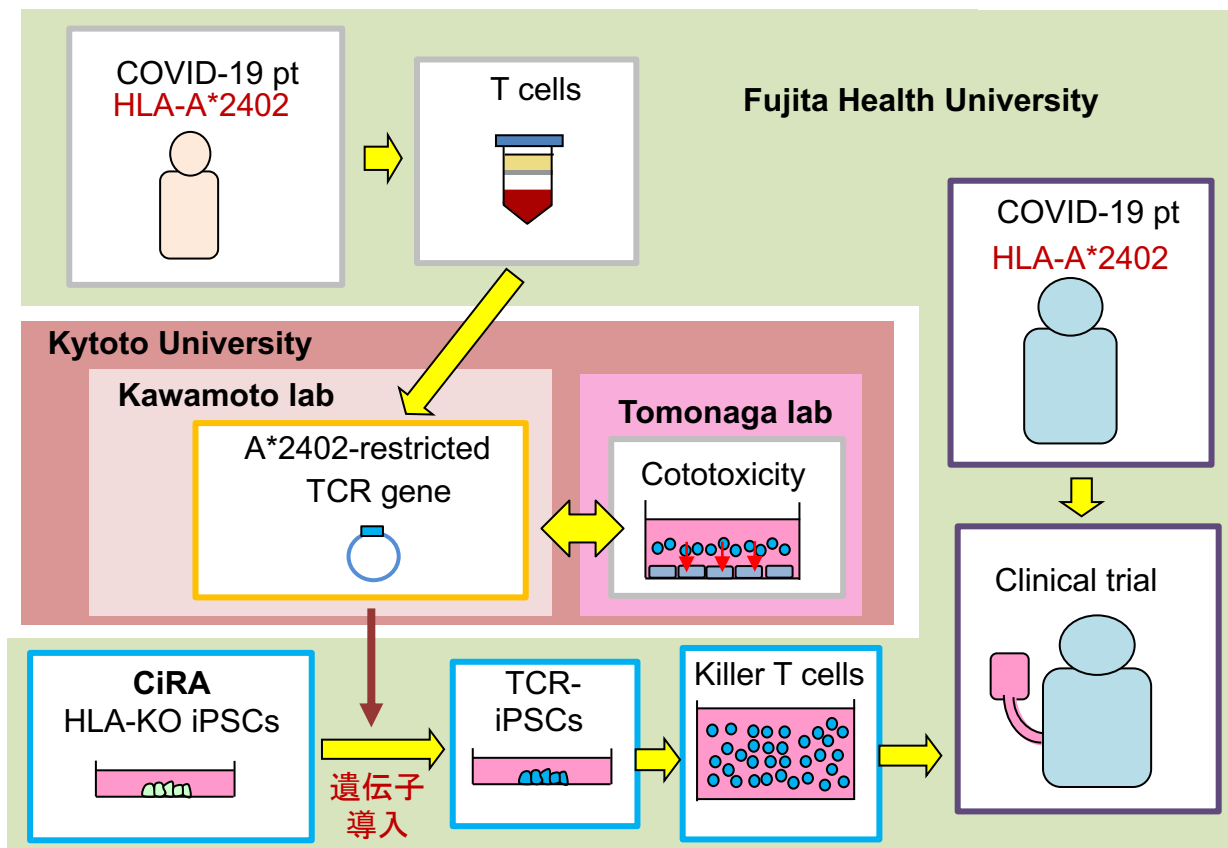 COVID-19 pt
HLA-A*2402
T cells
Fujita Health University
COVID-19 pt
HLA-A*2402
Kytoto University
Kawamoto lab
A*2402-restricted
TCR gene
Tomonaga lab
Cototoxicity
Clinical trial
CiRA
HLA-KO iPSCs
遺伝子
導入
TCR-
iPSCs
Killer T cells